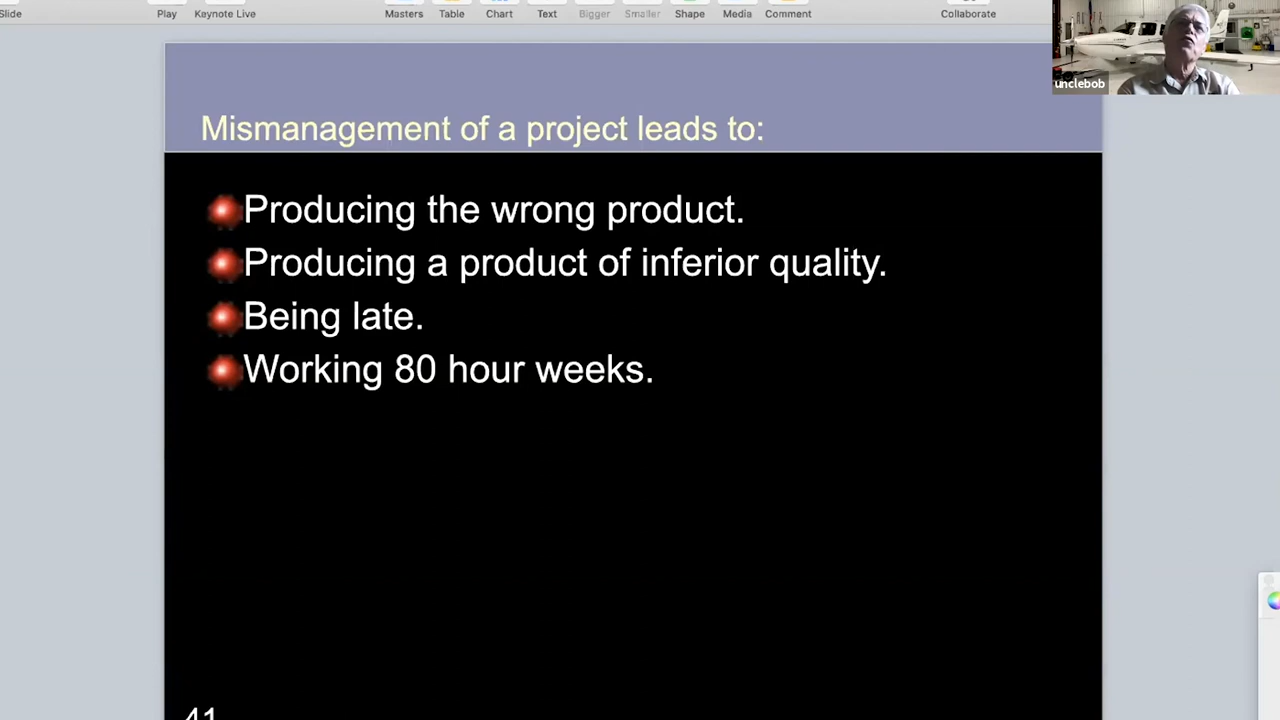 Slide
Play
Keynote Live
Masters
Table
Chart
Text
Bigger
Smaller
Shape
Media
Comment
Collaborate
unclebob
Mismanagement of a project leads to:
Producing the wrong product.
Producing a product of inferior quality.
Being late.
Working 80 hour weeks.
41